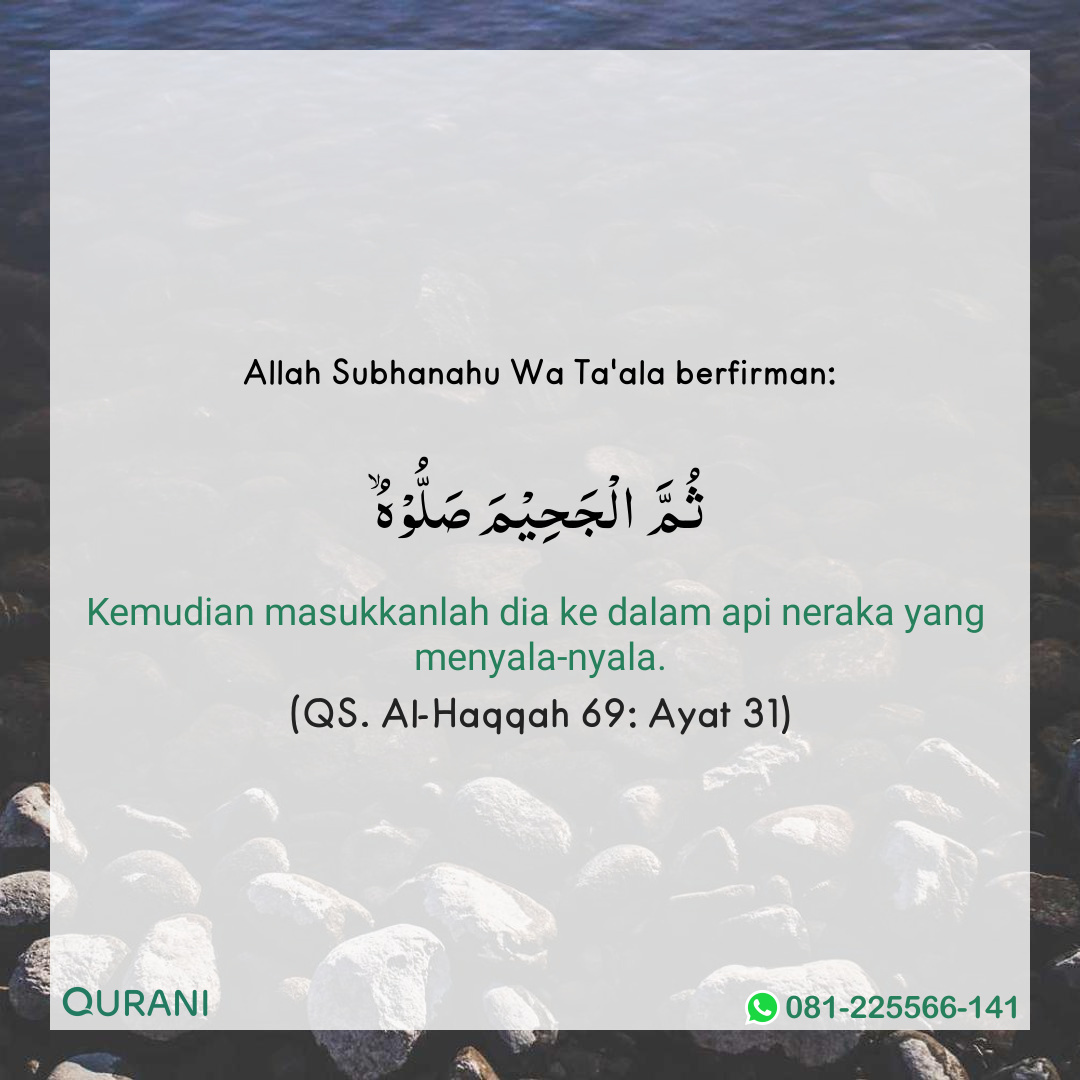 Allah Subhanahu Wa Ta'ala berfirman:
ثُمَّ الْجَحِيْمَ صَلُّوْهُۙ
Kemudian masukkanlah dia ke dalam api neraka yang
menyala-nyala.
(QS. Al-Haqqah 69: Ayat 31)
QURANI
081-225566-141